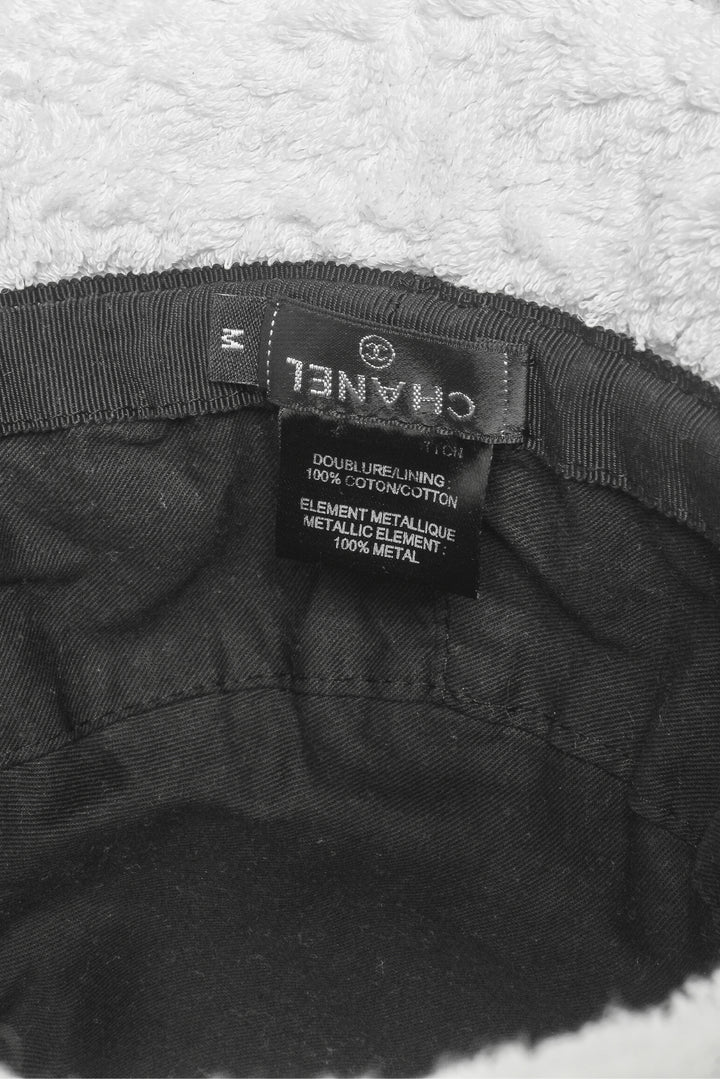 M
CHANEL
DOUBLURE/LINING :
100% COTON/COTTON
ELEMENT METALLIQUE
METALLIC ELEMENT :
100% METAL